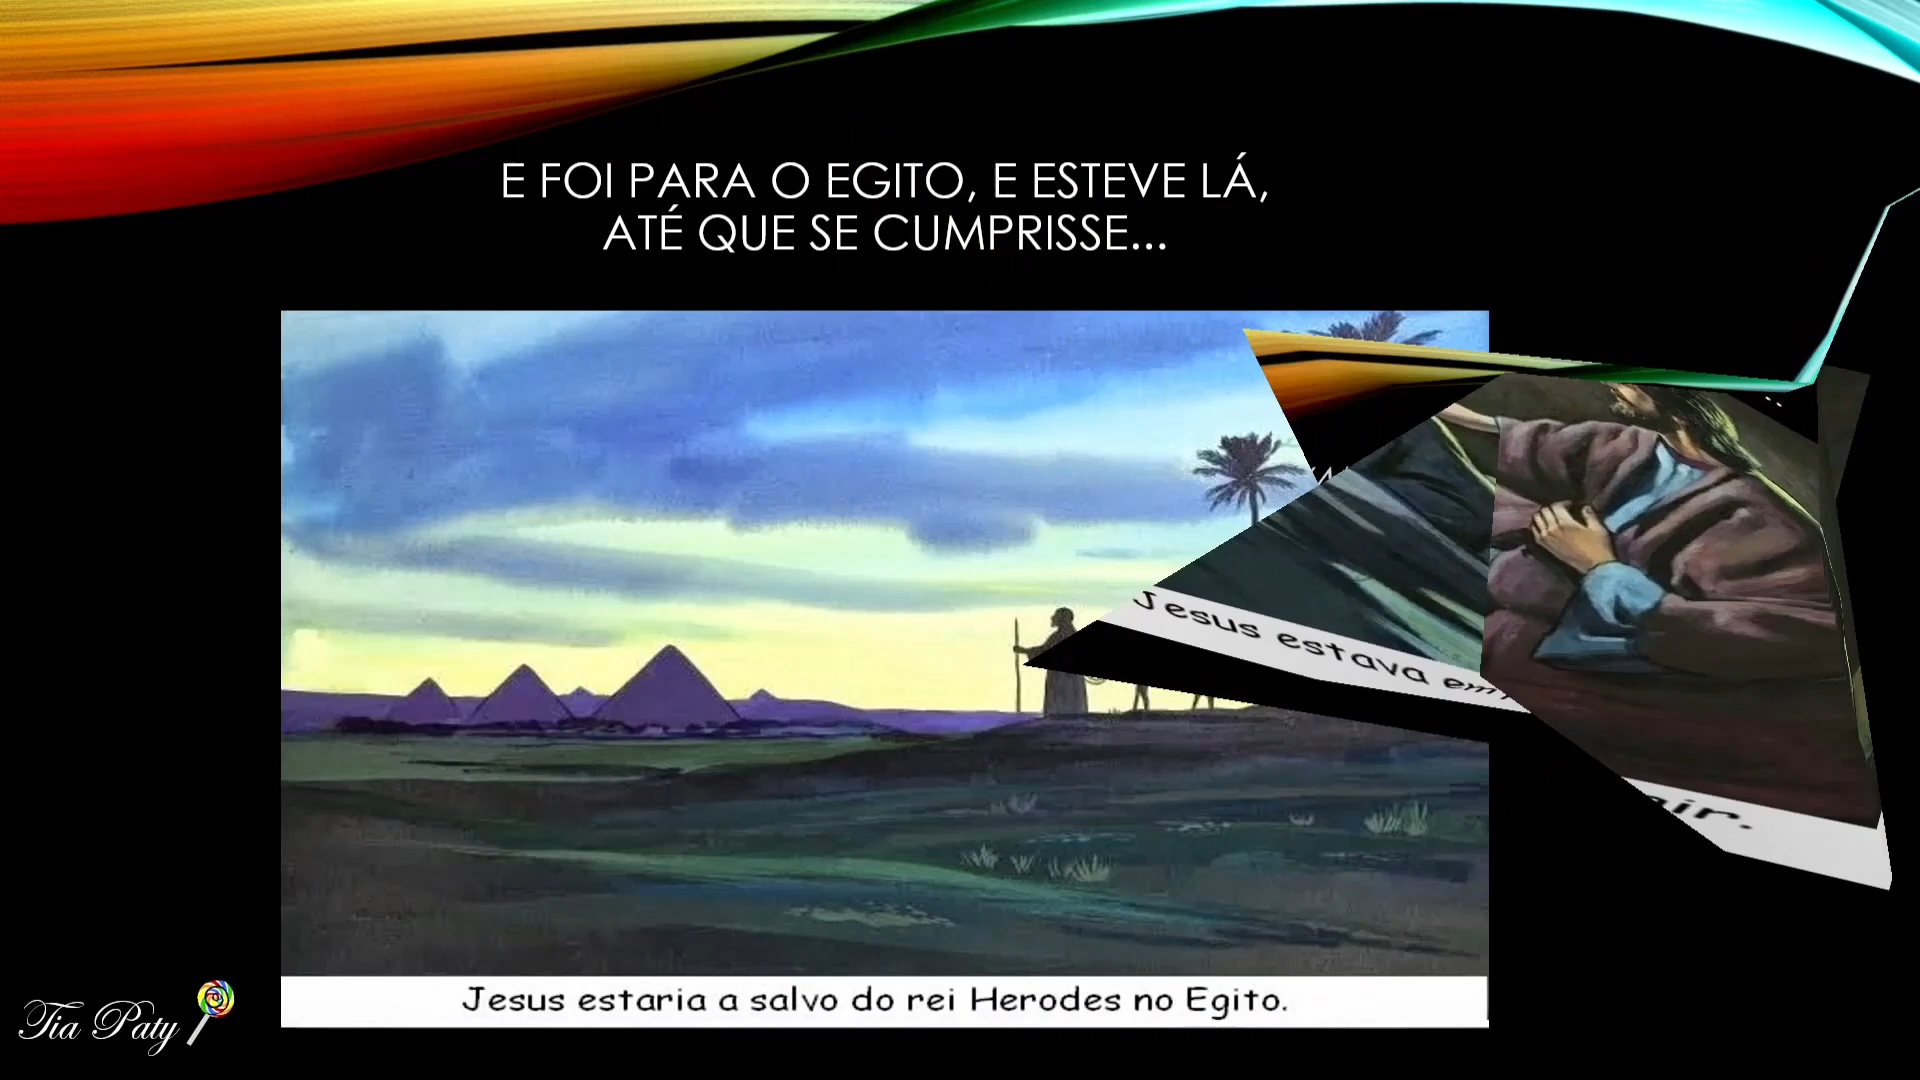 E FOI PARA O EGITO, E ESTEVE LÁ,
ATÉ QUE SE CUMPRISSE...
Jesus estava
Jesus estaria a salvo do rei Herodes no Egito.
Tia Paty